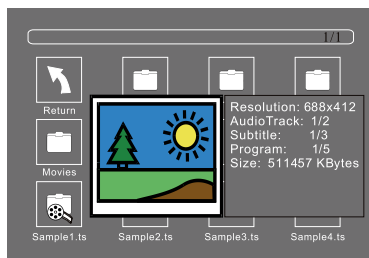 1/1
Return
Resolution: 688x412
AudioTrack: 1/2
Subtitle: 1/3
Program: 1/5
Size: 511457 KBytes
Movies
Sample1.ts Sample2.ts Sample3.ts Sample4.ts